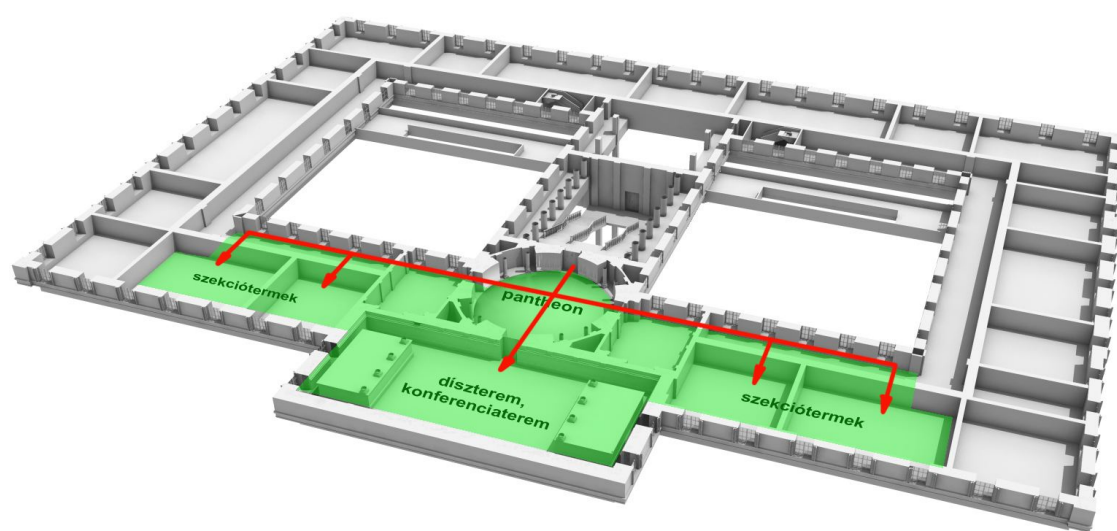 szekciótermek
pantheon
díszterem,
konferenciaterem
szekciótermek